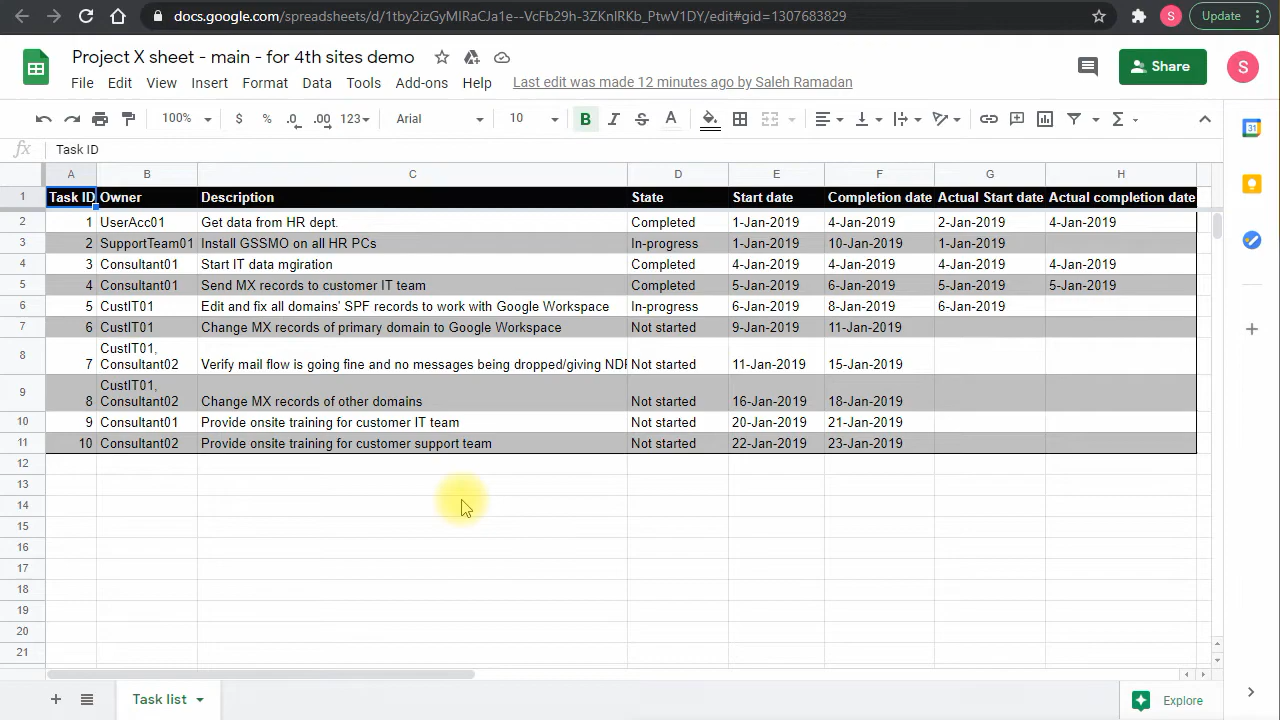 docs.google.com/spreadsheets/d/1tby2izGyMIRaCJa1e--VcFb29h-3ZKnIRKb_PtwV1DY/edit#gid=1307683829
S
Update
Project X sheet - main - for 4th sites demo
Share
S
File Edit View Insert Format Data Tools Add-ons Help Last edit was made 12 minutes ago by Saleh Ramadan
100% $ % .0 .00 123 Arial 10 B I S A Σ
31
fx Task ID
A B C D E F G H
1 Task ID Owner Description State Start date Completion date Actual Start date Actual completion date
2 1 UserAcc01 Get data from HR dept. Completed 1-Jan-2019 4-Jan-2019 2-Jan-2019 4-Jan-2019
3 2 SupportTeam01 Install GSSMO on all HR PCs In-progress 1-Jan-2019 10-Jan-2019 1-Jan-2019
4 3 Consultant01 Start IT data mgiration Completed 4-Jan-2019 4-Jan-2019 4-Jan-2019 4-Jan-2019
5 4 Consultant01 Send MX records to customer IT team Completed 5-Jan-2019 6-Jan-2019 5-Jan-2019 5-Jan-2019
6 5 CustIT01 Edit and fix all domains' SPF records to work with Google Workspace In-progress 6-Jan-2019 8-Jan-2019 6-Jan-2019
7 6 CustIT01 Change MX records of primary domain to Google Workspace Not started 9-Jan-2019 11-Jan-2019
CustIT01,
8 7 Consultant02 Verify mail flow is going fine and no messages being dropped/giving NDR Not started 11-Jan-2019 15-Jan-2019
CustIT01,
9 8 Consultant02 Change MX records of other domains Not started 16-Jan-2019 18-Jan-2019
10 9 Consultant01 Provide onsite training for customer IT team Not started 20-Jan-2019 21-Jan-2019
11 10 Consultant02 Provide onsite training for customer support team Not started 22-Jan-2019 23-Jan-2019
12
13
14
15
16
17
18
19
20
21
Task list Explore